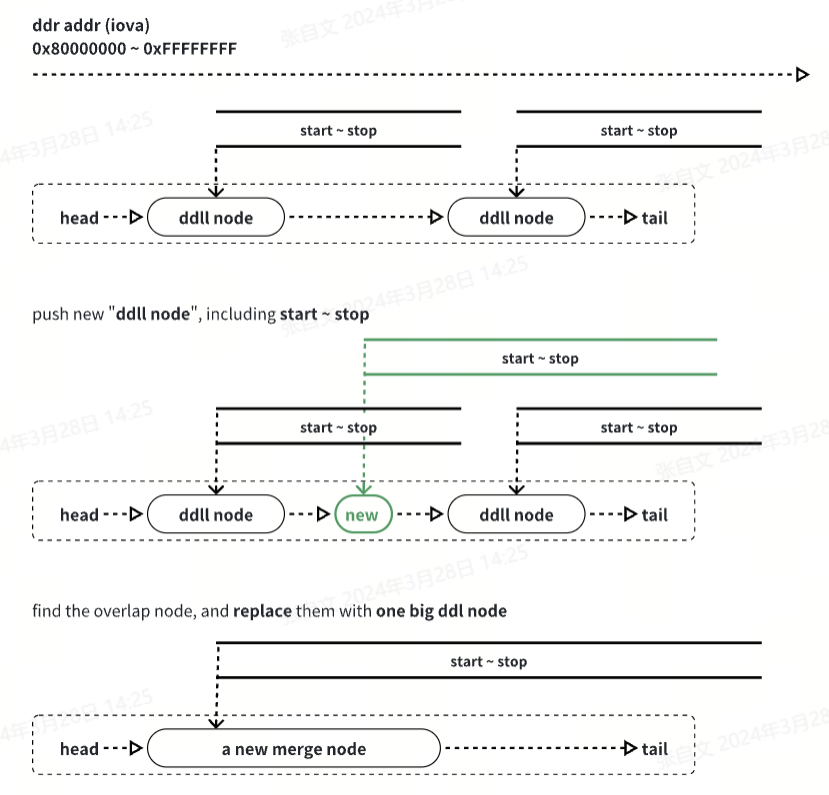 ddr addr (iova)
0x80000000 ~ 0xFFFFFFFF
start ~ stop
start ~ stop
head
ddll node
ddll node
tail
push new "ddll node", including start ~ stop
start ~ stop
start ~ stop
start ~ stop
head
ddll node
new
ddll node
tail
find the overlap node, and replace them with one big ddl node
start ~ stop
head
a new merge node
tail
张自文 2024年3月28日 14:25